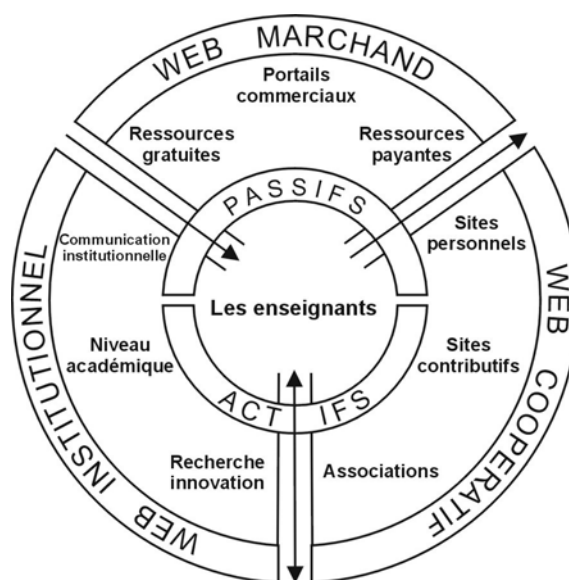 WEB MARCHAND
Portails
commerciaux
Ressources
gratuites
Ressources
payantes
PASSIFS
Communication
institutionnelle
Sites
personnels
Les enseignants
Niveau
académique
Sites
contributifs
ACTIFS
Recherche
innovation
Associations
WEB INSTITUTIONNEL
WEB COOPERATIF